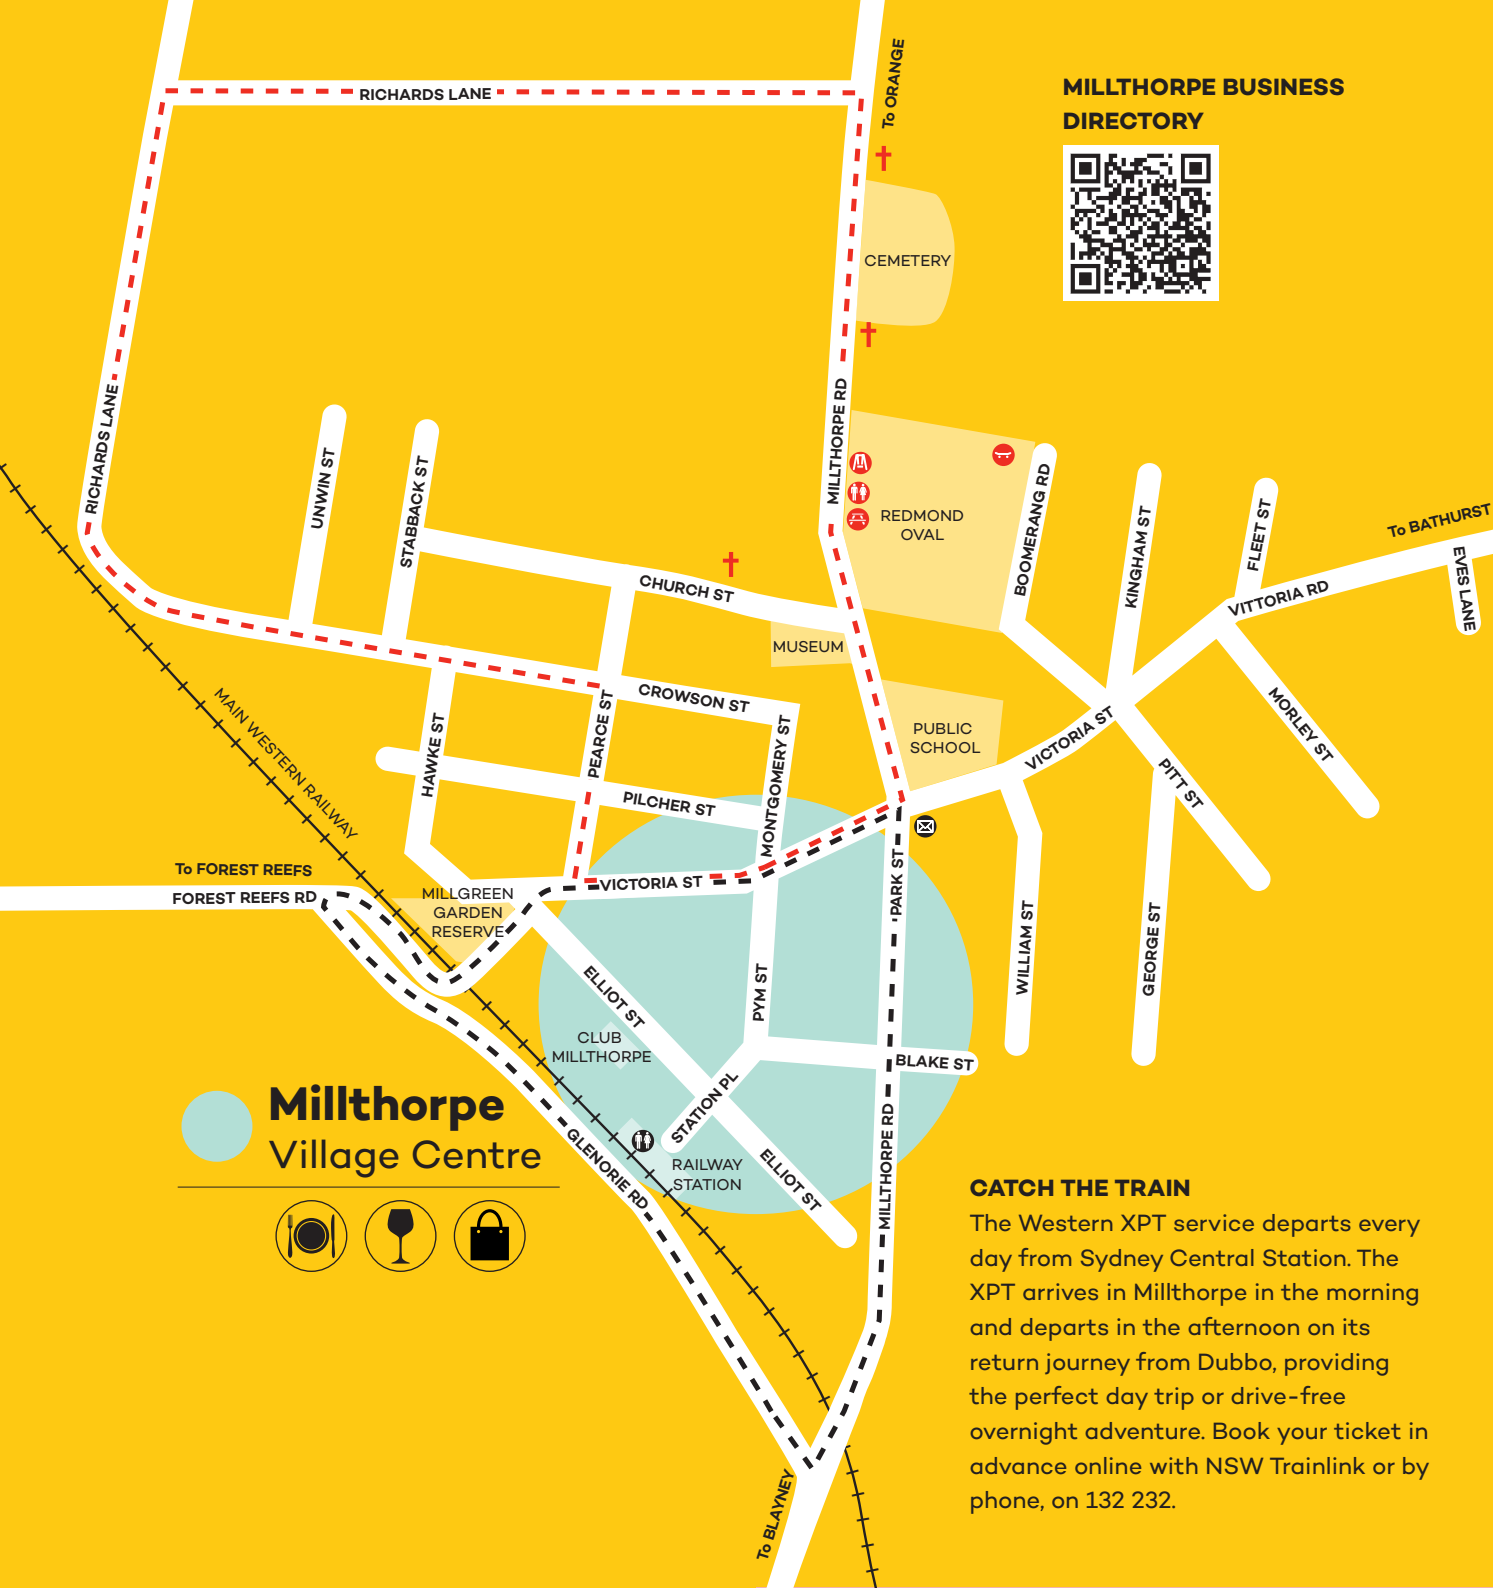 To ORANGE
MILLTHORPE BUSINESS
DIRECTORY
RICHARDS LANE
CEMETERY
RICHARDS LANE
MILLTHORPE RD
UNWIN ST
STABBACK ST
REDMOND
OVAL
BOOMERANG RD
KINGHAM ST
FLEET ST
To BATHURST
EVES LANE
VITTORIA RD
CHURCH ST
MUSEUM
CROWSON ST
MAIN WESTERN RAILWAY
HAWKE ST
PEARCE ST
MONTGOMERY ST
PUBLIC
SCHOOL
VICTORIA ST
MORLEY ST
PITT ST
PILCHER ST
To FOREST REEFS
FOREST REEFS RD
MILLGREEN
GARDEN
RESERVE
VICTORIA ST
PARK ST
WILLIAM ST
GEORGE ST
ELLIOT ST
PYM ST
CLUB
MILLTHORPE
BLAKE ST
STATION PL
Millthorpe
Village Centre
GLENORIE RD
RAILWAY
STATION
ELLIOT ST
MILLTHORPE RD
CATCH THE TRAIN
The Western XPT service departs every
day from Sydney Central Station. The
XPT arrives in Millthorpe in the morning
and departs in the afternoon on its
return journey from Dubbo, providing
the perfect day trip or drive-free
overnight adventure. Book your ticket in
advance online with NSW Trainlink or by
phone, on 132 232.
To BLAYNEY